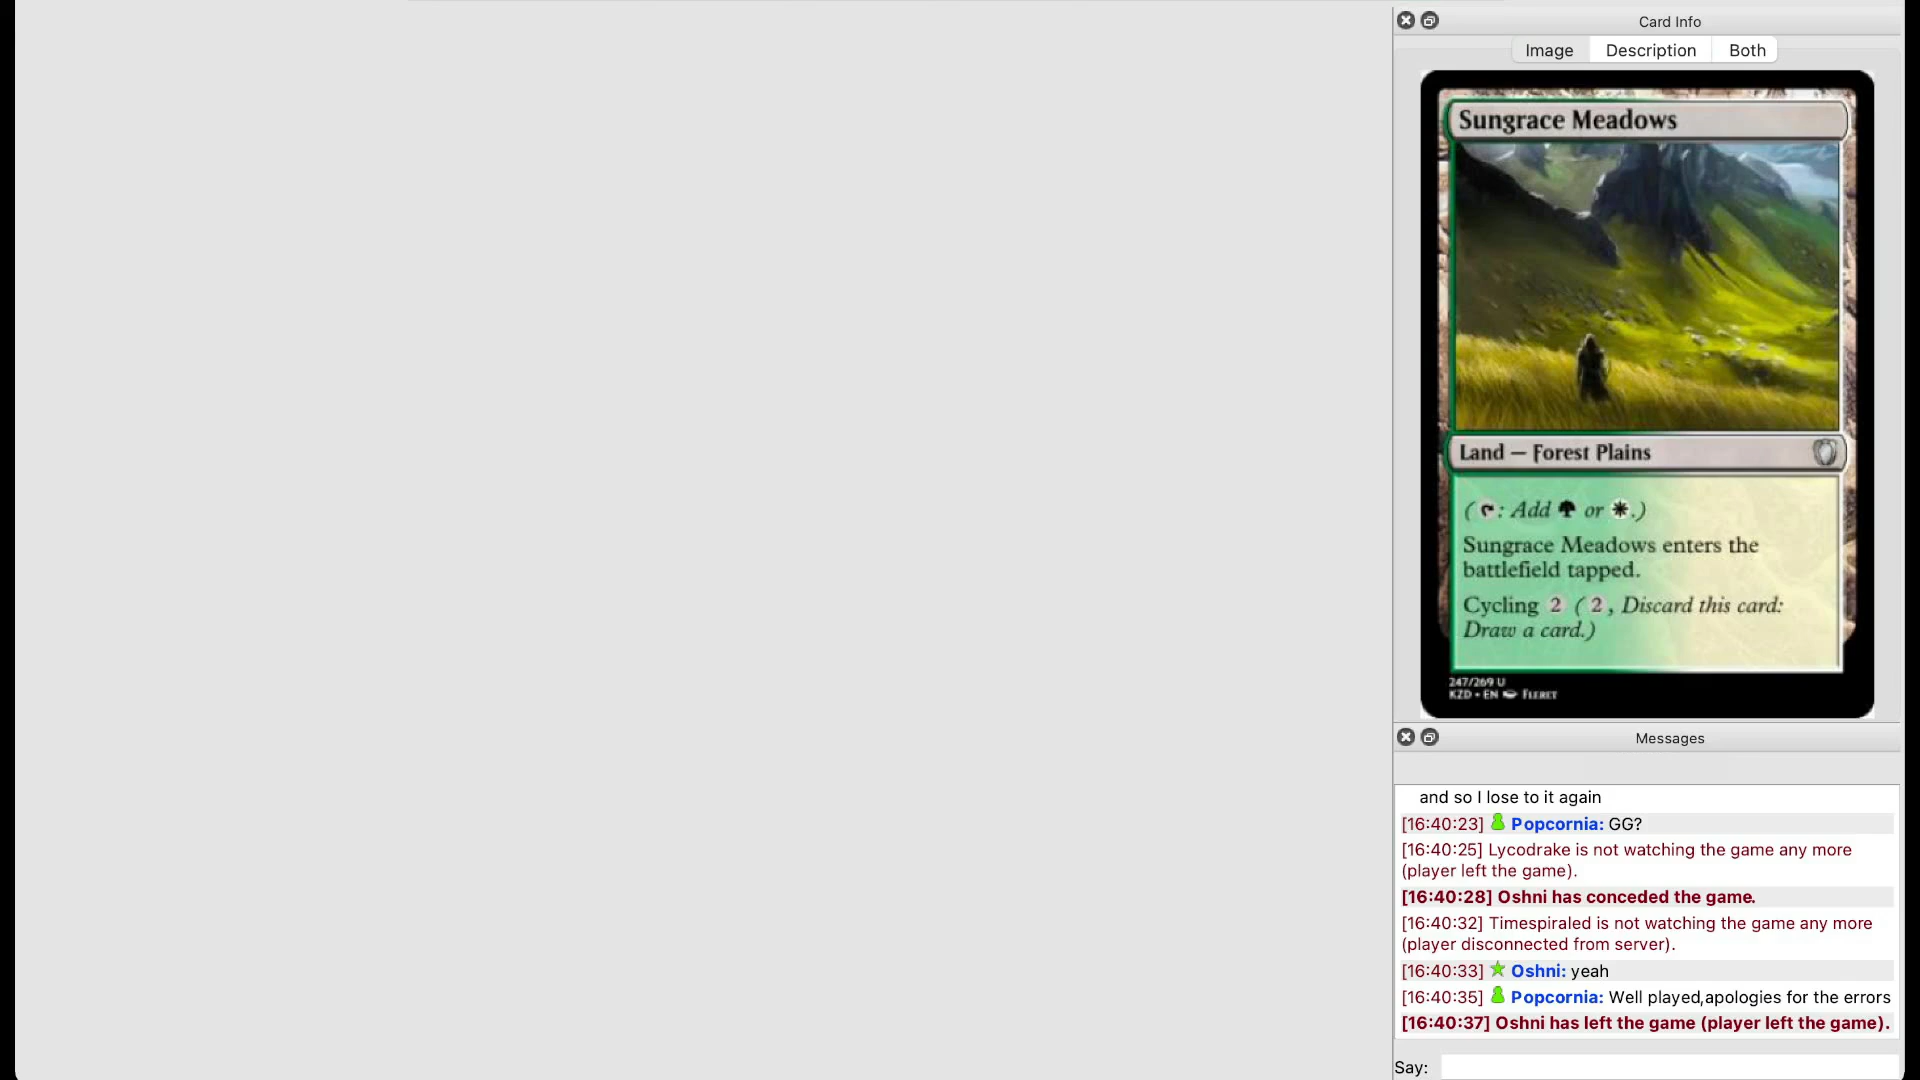 Card Info
Image Description Both
Sungrace Meadows
Land — Forest Plains
( : Add or .)
Sungrace Meadows enters the
battlefield tapped.
Cycling 2 ( 2 , Discard this card:
Draw a card.)
247/269 U
KZD • EN Fleret
Messages
and so I lose to it again
[16:40:23] Popcornia: GG?
[16:40:25] Lycodrake is not watching the game any more
(player left the game).
[16:40:28] Oshni has conceded the game.
[16:40:32] Timespiraled is not watching the game any more
(player disconnected from server).
[16:40:33] Oshni: yeah
[16:40:35] Popcornia: Well played,apologies for the errors
[16:40:37] Oshni has left the game (player left the game).
Say: